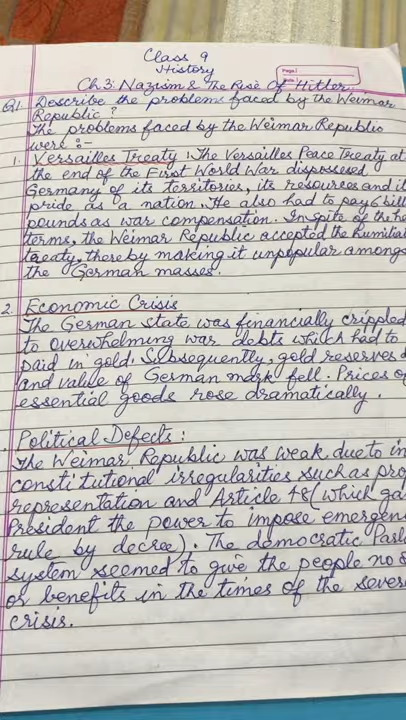 Class 9
History
Page:
Ch 3: Nazism & The Rise Of Hitler.
Q1. Describe the problems faced by the Weimar
Republic?
The problems faced by the Weimar Republic
were :-
1. Versailles Treaty: The Versailles Peace Treaty at
the end of the First World War dispossessed
Germany of its territories, its resources and it
pride as a nation. He also had to pay 6 bill
pounds as war compensation. In spite of the
terms, the Weimar Republic accepted the humilia
treaty, thereby making it unpopular among
the German masses.
2. Economic Crisis
The German state was financially crippled
to overwhelming war debts which had to
paid in gold. Subsequently, gold reserves d
and value of German mark fell. Prices of
essential goods rose dramatically.
Political Defects:
The Weimar Republic was weak due to in
constitutional irregularities such as pro
representation and Article 48 (which ga
President the power to impose emergen
rule by decree). The democratic Parl
system seemed to give the people no s
or benefits in the times of the sever
crisis.